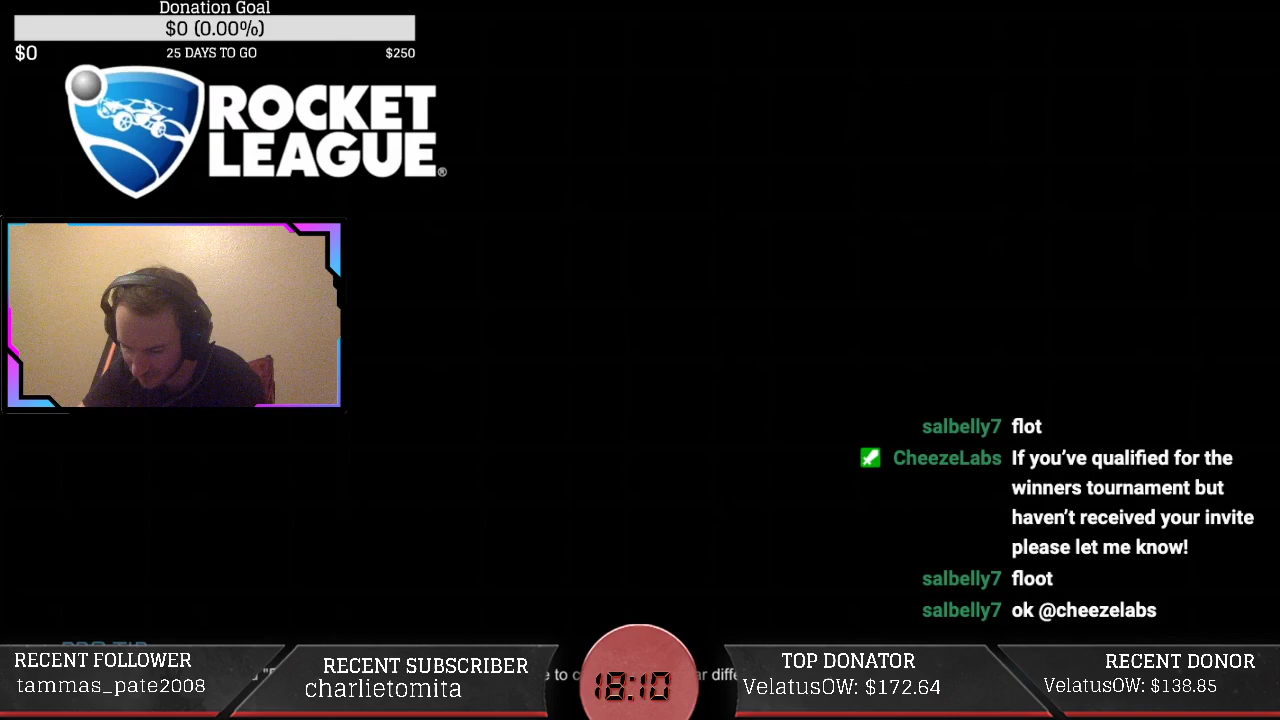 Donation Goal
$0 (0.00%)
$0 25 DAYS TO GO $250
ROCKET
LEAGUE®
salbelly7 flot
CheezeLabs If you’ve qualified for the
winners tournament but
haven’t received your invite
please let me know!
salbelly7 floot
salbelly7 ok @cheezelabs
RECENT FOLLOWER
tammas_pate2008
RECENT SUBSCRIBER
charlietomita
18:10
TOP DONATOR
VelatusOW: $172.64
RECENT DONOR
VelatusOW: $138.85